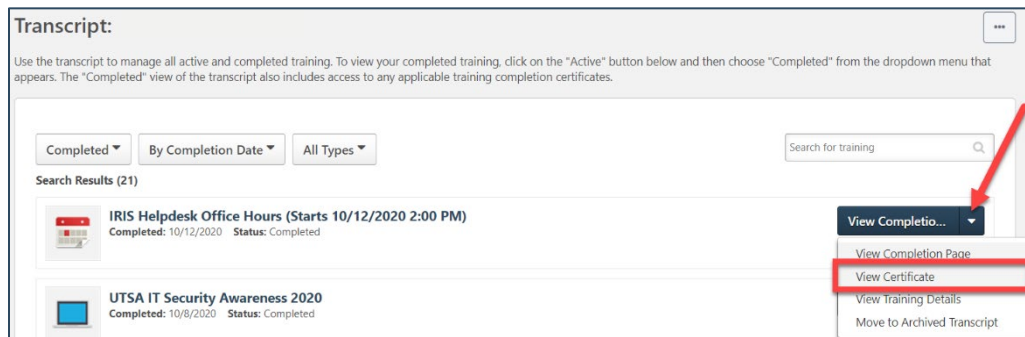 Transcript:
...
Use the transcript to manage all active and completed training. To view your completed training, click on the "Active" button below and then choose "Completed" from the dropdown menu that
appears. The "Completed" view of the transcript also includes access to any applicable training completion certificates.
Completed By Completion Date All Types Search for training
Search Results (21)
IRIS Helpdesk Office Hours (Starts 10/12/2020 2:00 PM)
Completed: 10/12/2020 Status: Completed
View Completio...
View Completion Page
View Certificate
View Training Details
Move to Archived Transcript
UTSA IT Security Awareness 2020
Completed: 10/8/2020 Status: Completed